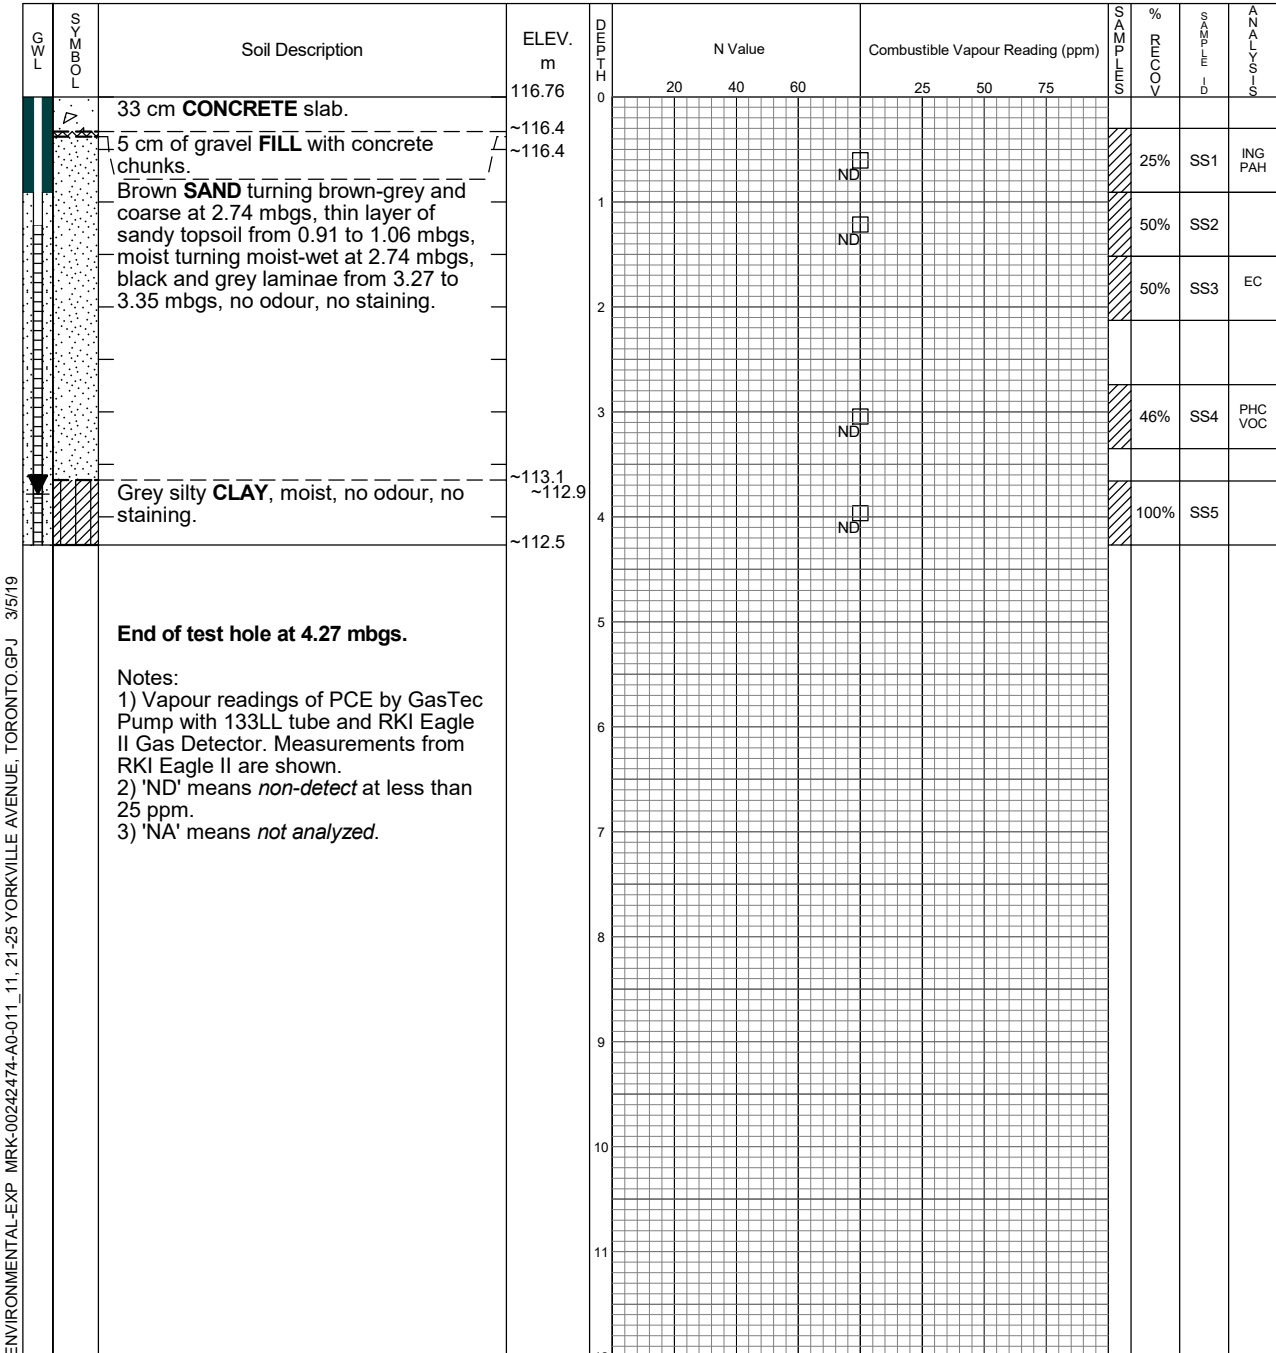 GWL
SYMBOL
Soil Description
ELEV.
m
DEPTH
N Value
Combustible Vapour Reading (ppm)
SAMPLES
% RECOV
SAMPLE ID
ANALYSIS
20 40 60 25 50 75
116.76
0
33 cm CONCRETE slab.
~116.4
5 cm of gravel FILL with concrete
chunks.
~116.4
Brown SAND turning brown-grey and
coarse at 2.74 mbgs, thin layer of
sandy topsoil from 0.91 to 1.06 mbgs,
moist turning moist-wet at 2.74 mbgs,
black and grey laminae from 3.27 to
3.35 mbgs, no odour, no staining.
ND
25% SS1 ING
PAH
1
ND
50% SS2
50% SS3 EC
2
3
ND
46% SS4 PHC
VOC
~113.1
~112.9
Grey silty CLAY, moist, no odour, no
staining.
4
ND
100% SS5
~112.5
End of test hole at 4.27 mbgs.
5
Notes:
1) Vapour readings of PCE by GasTec
Pump with 133LL tube and RKI Eagle
II Gas Detector. Measurements from
RKI Eagle II are shown.
2) 'ND' means non-detect at less than
25 ppm.
3) 'NA' means not analyzed.
6
7
8
9
10
11
ENVIRONMENTAL-EXP MRK-00242474-A0-011_11, 21-25 YORKVILLE AVENUE, TORONTO.GPJ 3/5/19